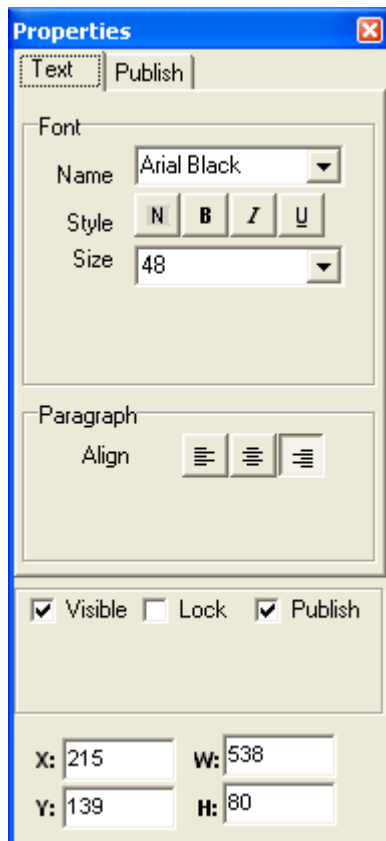 Properties
Text Publish
Font
Name Arial Black
Style N B I U
Size 48
Paragraph
Align
Visible Lock Publish
X: 215 W: 538
Y: 139 H: 80